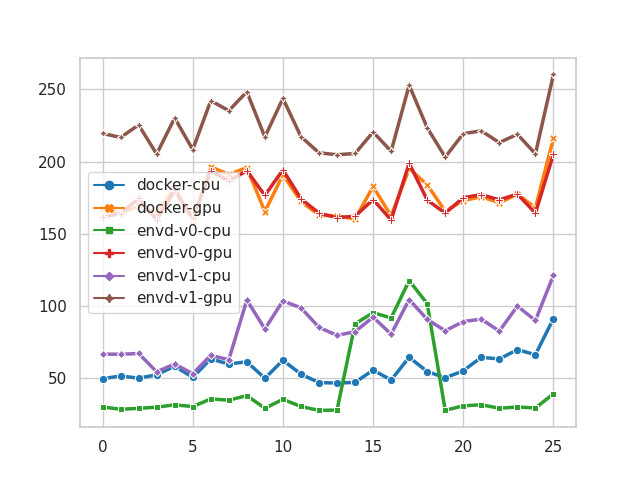 250
200
150
100
50
docker-cpu
docker-gpu
envd-v0-cpu
envd-v0-gpu
envd-v1-cpu
envd-v1-gpu
0 5 10 15 20 25